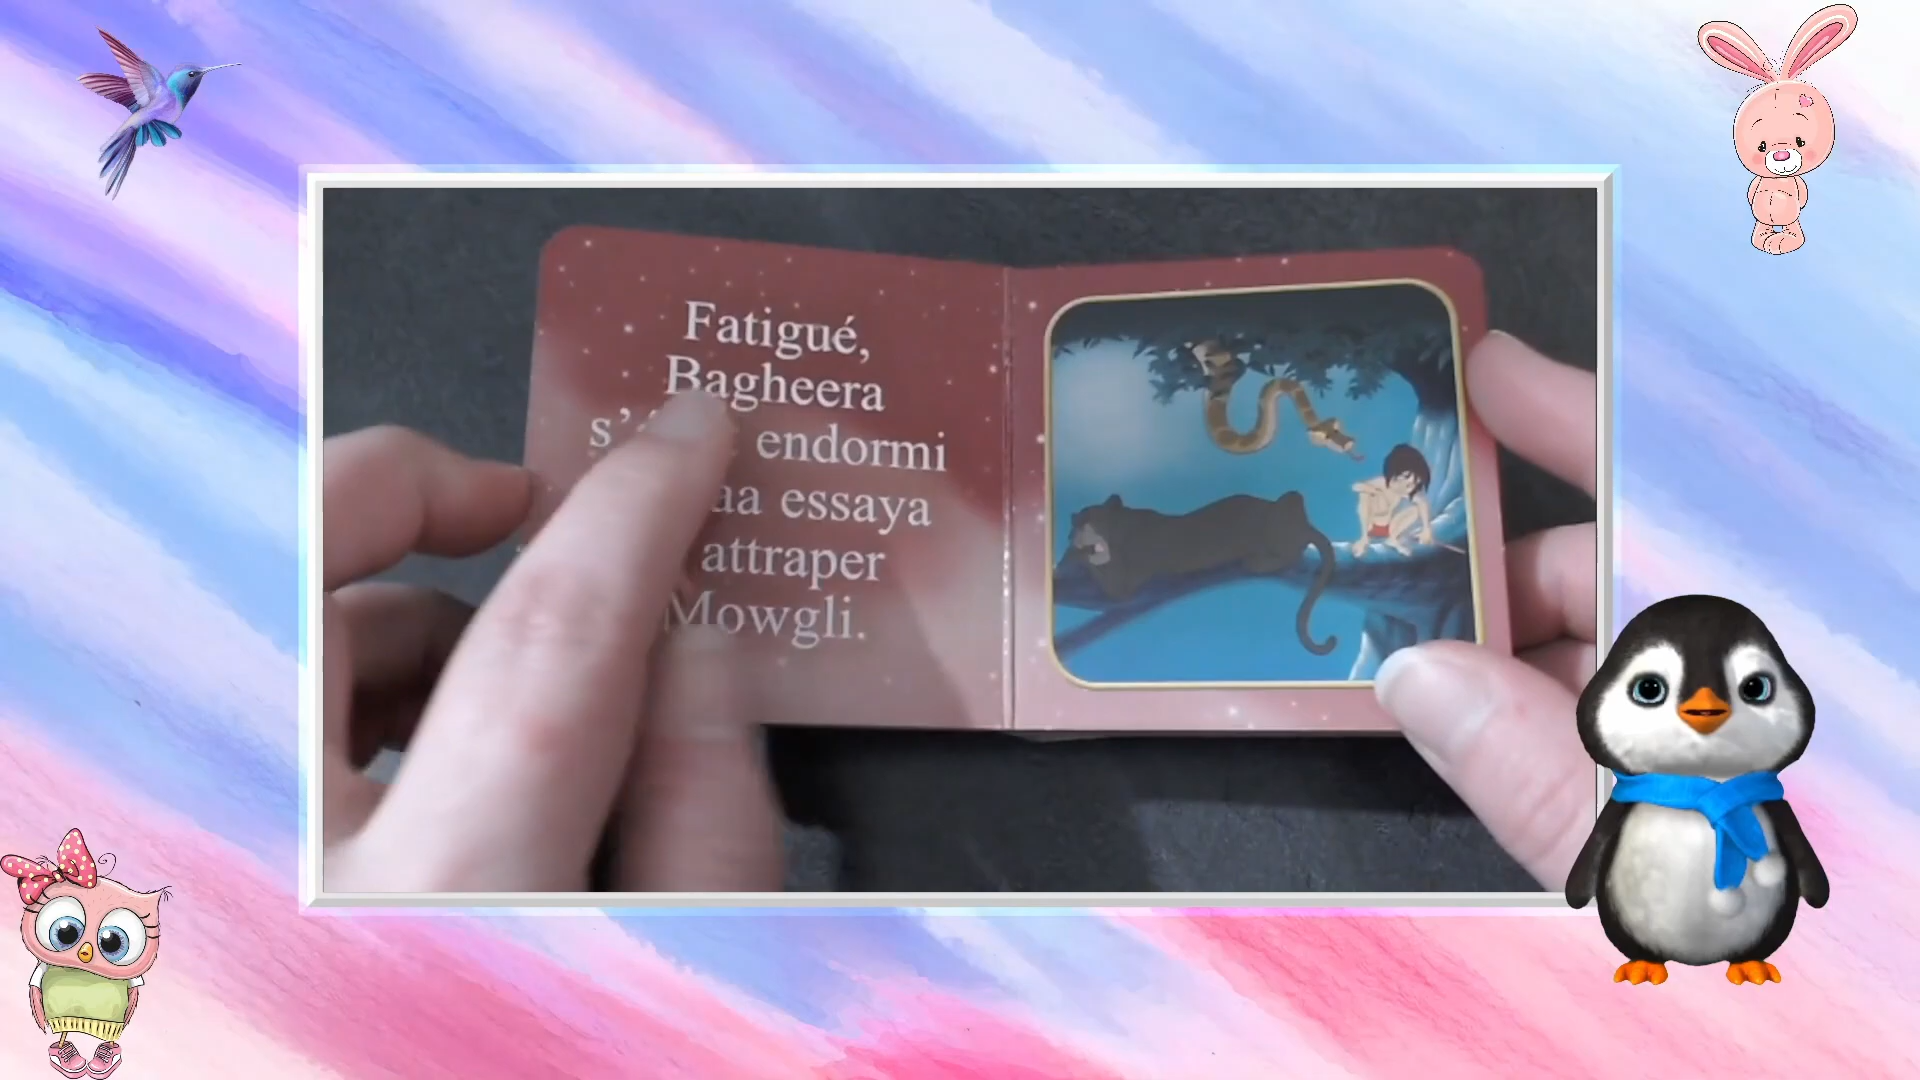 Fatigué,
Bagheera
endormi
essaya
attraper
Mowgli.